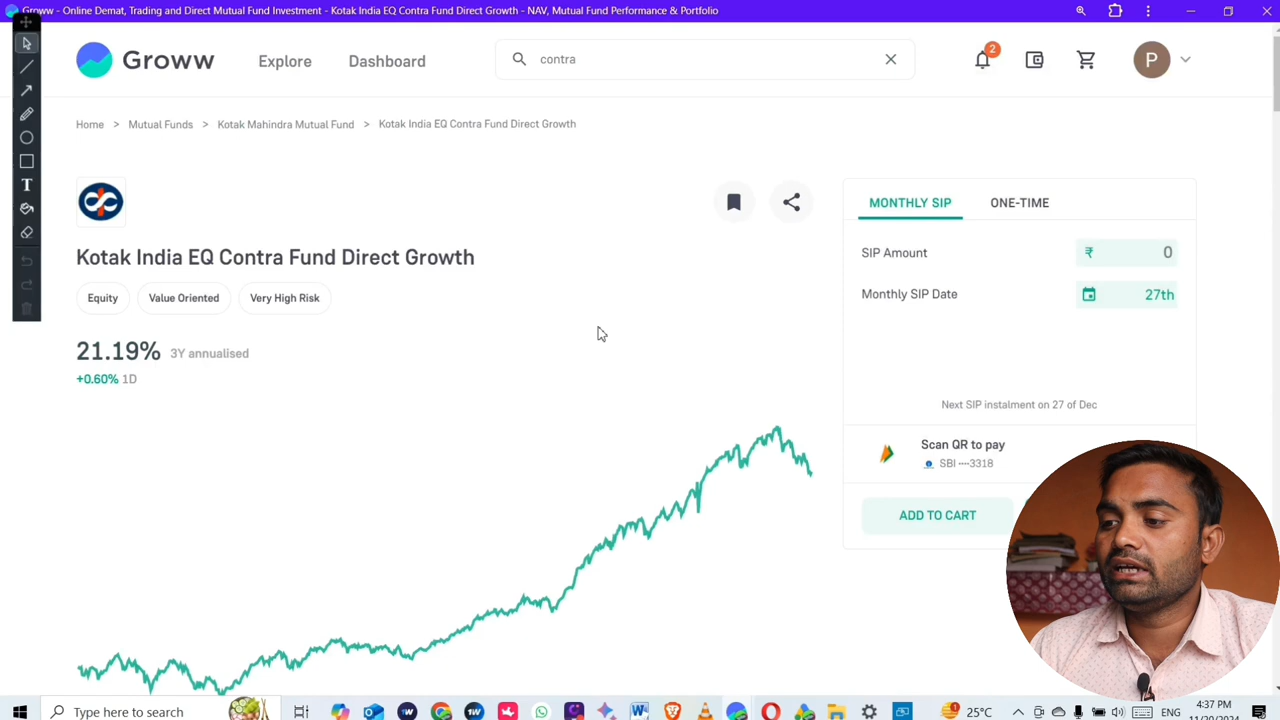 Groww - Online Demat, Trading and Direct Mutual Fund Investment - Kotak India EQ Contra Fund Direct Growth - NAV, Mutual Fund Performance & Portfolio
Groww
Explore
Dashboard
contra
2
P
Home > Mutual Funds > Kotak Mahindra Mutual Fund > Kotak India EQ Contra Fund Direct Growth
MONTHLY SIP
ONE-TIME
T
Kotak India EQ Contra Fund Direct Growth
SIP Amount
₹ 0
Equity
Value Oriented
Very High Risk
Monthly SIP Date
27th
21.19% 3Y annualised
+0.60% 1D
Next SIP instalment on 27 of Dec
Scan QR to pay
SBI ····3318
ADD TO CART
Type here to search
1
25°C
ENG
4:37 PM
11/20/2024